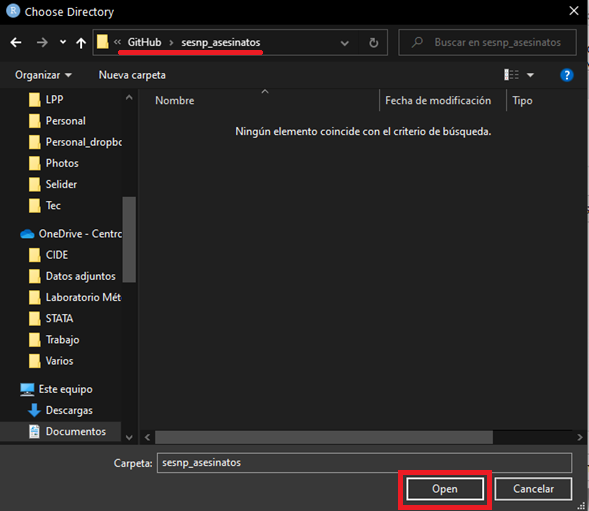 R Choose Directory
« GitHub > sesnp_asesinatos
Buscar en sesnp_asesinatos
Organizar
Nueva carpeta
?
Nombre
Fecha de modificación
Tipo
Ningún elemento coincide con el criterio de búsqueda.
LPP
Personal
Personal_dropbo
Photos
Selider
Tec
OneDrive - Centro
CIDE
Datos adjuntos
Laboratorio Mét
STATA
Trabajo
Varios
Este equipo
Descargas
Documentos
Carpeta: sesnp_asesinatos
Open
Cancelar